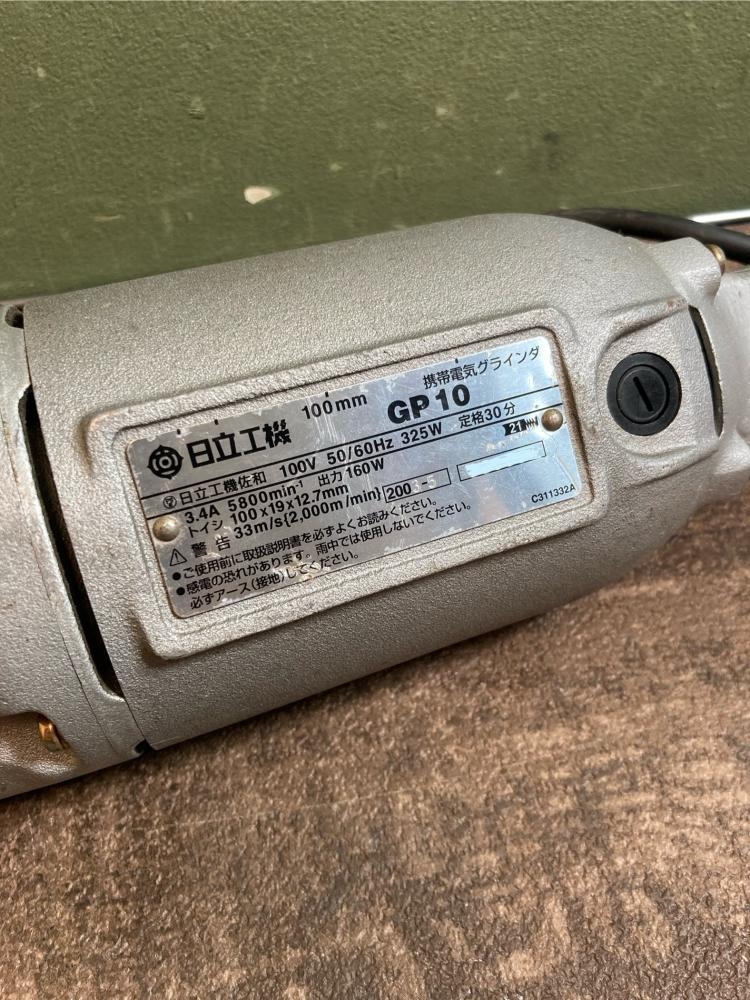 100mm 携帯電気グラインダ
日立工機 GP10
日立工機佐和 100V 50/60Hz 325W 定格30分
3.4A 5800min⁻¹ 出力160W 21
トイシ 100x19x12.7mm
33m/s{2,000m/min} 200
C311332A
警告
•ご使用前に取扱説明書を必ずよくお読みください。
•感電の恐れがあります。雨中では使用しないでください。
必ずアース(接地)してください。